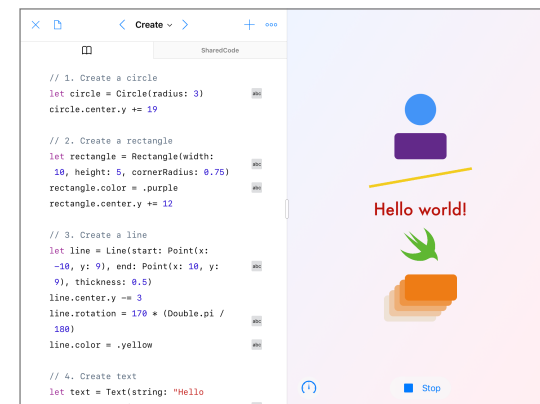 Create
SharedCode
// 1. Create a circle
let circle = Circle(radius: 3)
abc
circle.center.y += 19
// 2. Create a rectangle
let rectangle = Rectangle(width:
10, height: 5, cornerRadius: 0.75)
abc
rectangle.color = .purple
abc
rectangle.center.y += 12
// 3. Create a line
let line = Line(start: Point(x:
−10, y: 9), end: Point(x: 10, y:
abc
9), thickness: 0.5)
line.center.y −= 3
line.rotation = 170 * (Double.pi /
180)
abc
line.color = .yellow
abc
// 4. Create text
let text = Text(string: "Hello
Hello world!
Stop